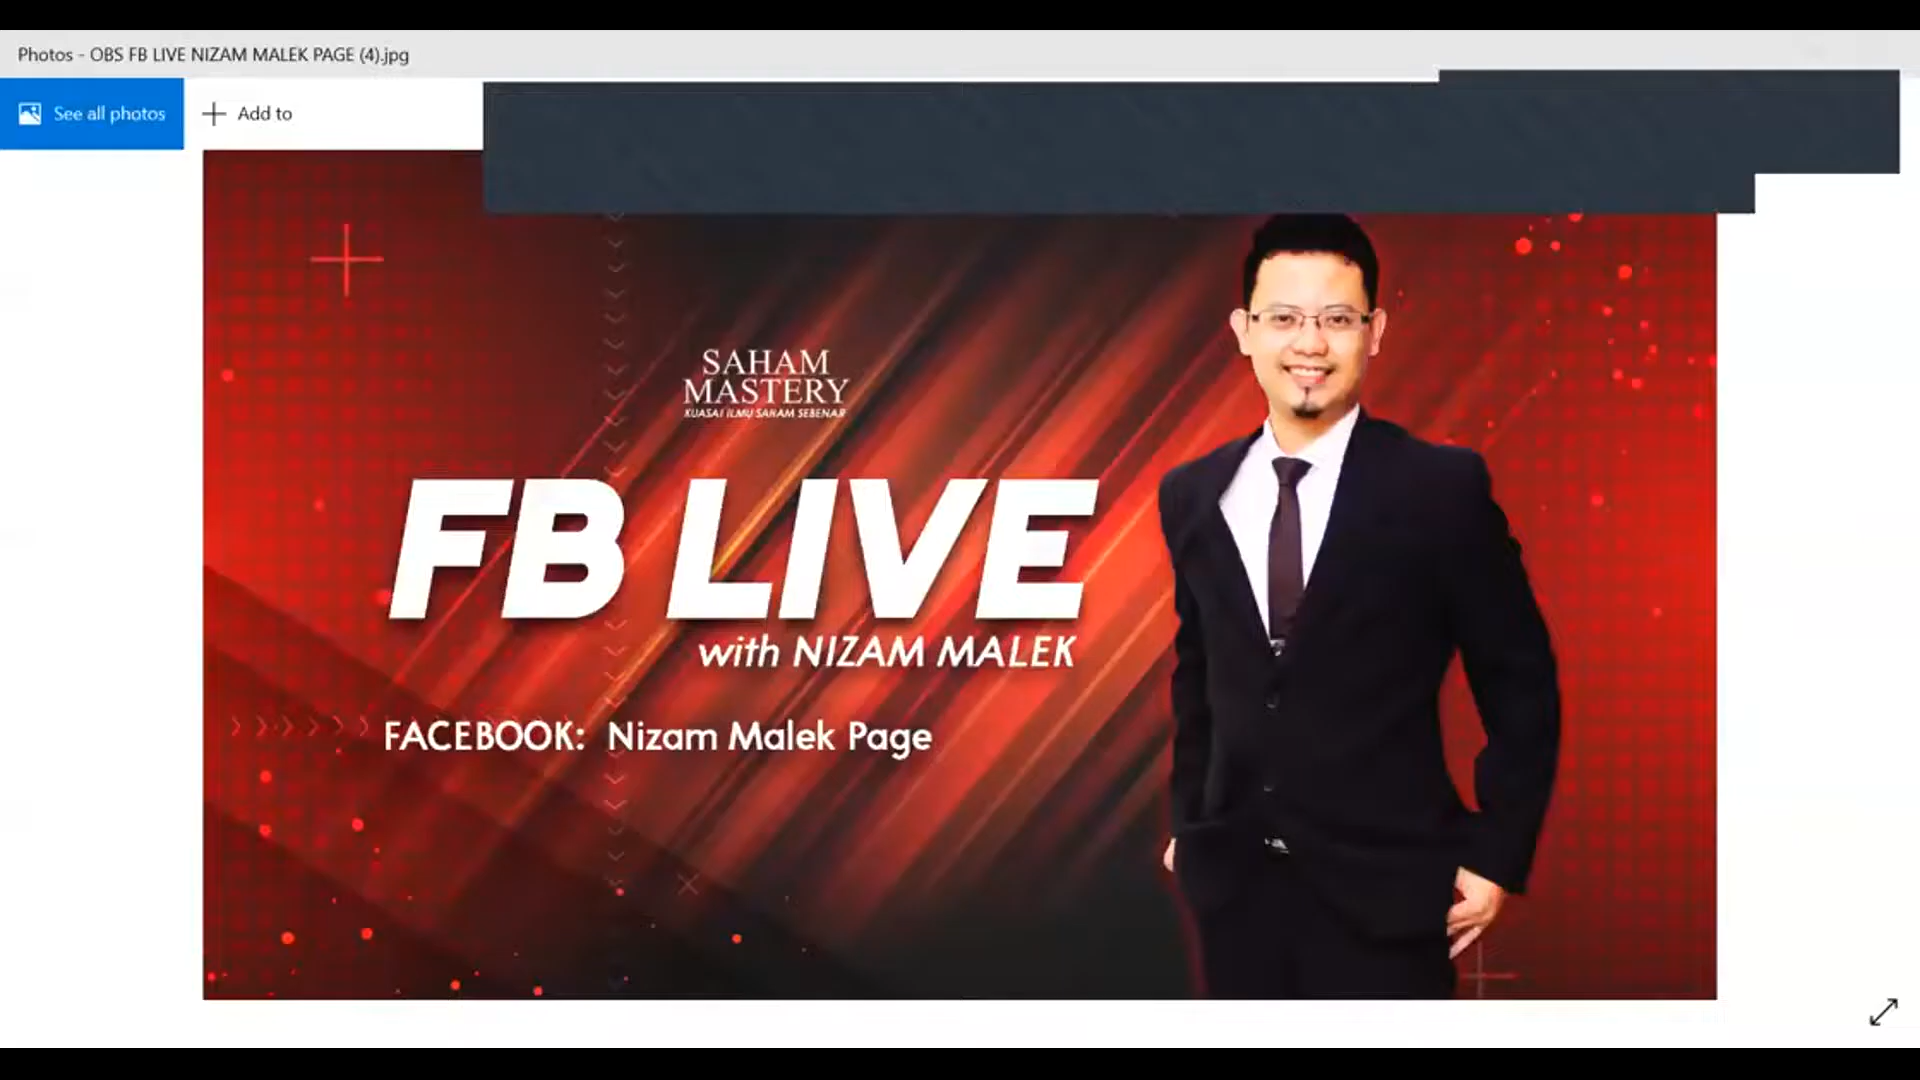 Photos - OBS FB LIVE NIZAM MALEK PAGE (4).jpg
See all photos
Add to
SAHAM
MASTERY
KUASAI ILMU SAHAM SEBENAR
FB LIVE
with NIZAM MALEK
FACEBOOK: Nizam Malek Page